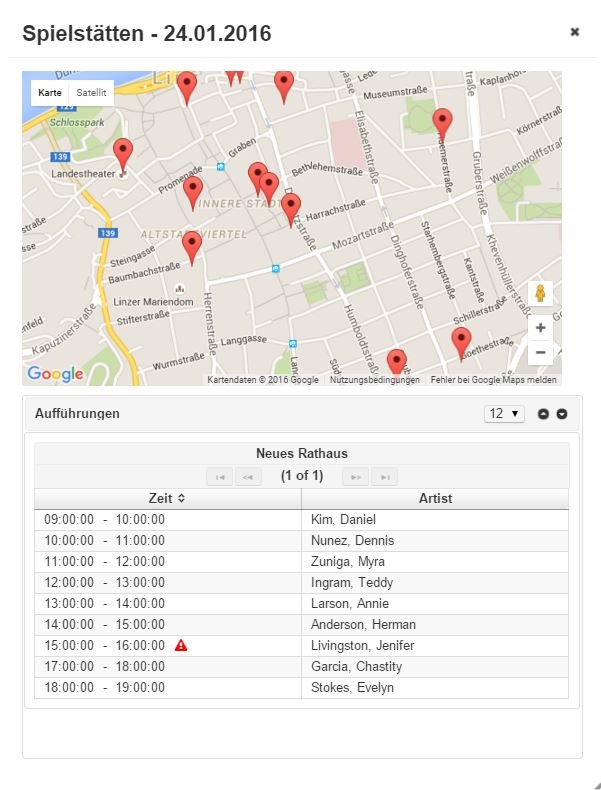 Spielstätten - 24.01.2016
Karte
Satellit
129
Schlosspark
139
Landestheater
Promenade
Graben
Bethlehemstraße
Museumstraße
Elisabethstraße
Kaplanhof
Körnerstraße
Weißenwolffstraße
Gruberstraße
INNERE STADT
Harrachstraße
Mozartstraße
139
ALTSTADTVIERTEL
Steingasse
Baumbachstraße
Linzer Mariendom
Stifterstraße
Herrenstraße
Kapuzinerstraße
Langgasse
Wurmstraße
Humboldtstraße
Dinghoferstraße
Starhembergstraße
Kantstraße
Khevenhüllerstraße
Schillerstraße
Goethestraße
Google
Kartendaten © 2016 Google
Nutzungsbedingungen
Fehler bei Google Maps melden
Aufführungen
12
Neues Rathaus
(1 of 1)
Zeit Artist
09:00:00 - 10:00:00 Kim, Daniel
10:00:00 - 11:00:00 Nunez, Dennis
11:00:00 - 12:00:00 Zuniga, Myra
12:00:00 - 13:00:00 Ingram, Teddy
13:00:00 - 14:00:00 Larson, Annie
14:00:00 - 15:00:00 Anderson, Herman
15:00:00 - 16:00:00 Livingston, Jenifer
17:00:00 - 18:00:00 Garcia, Chastity
18:00:00 - 19:00:00 Stokes, Evelyn